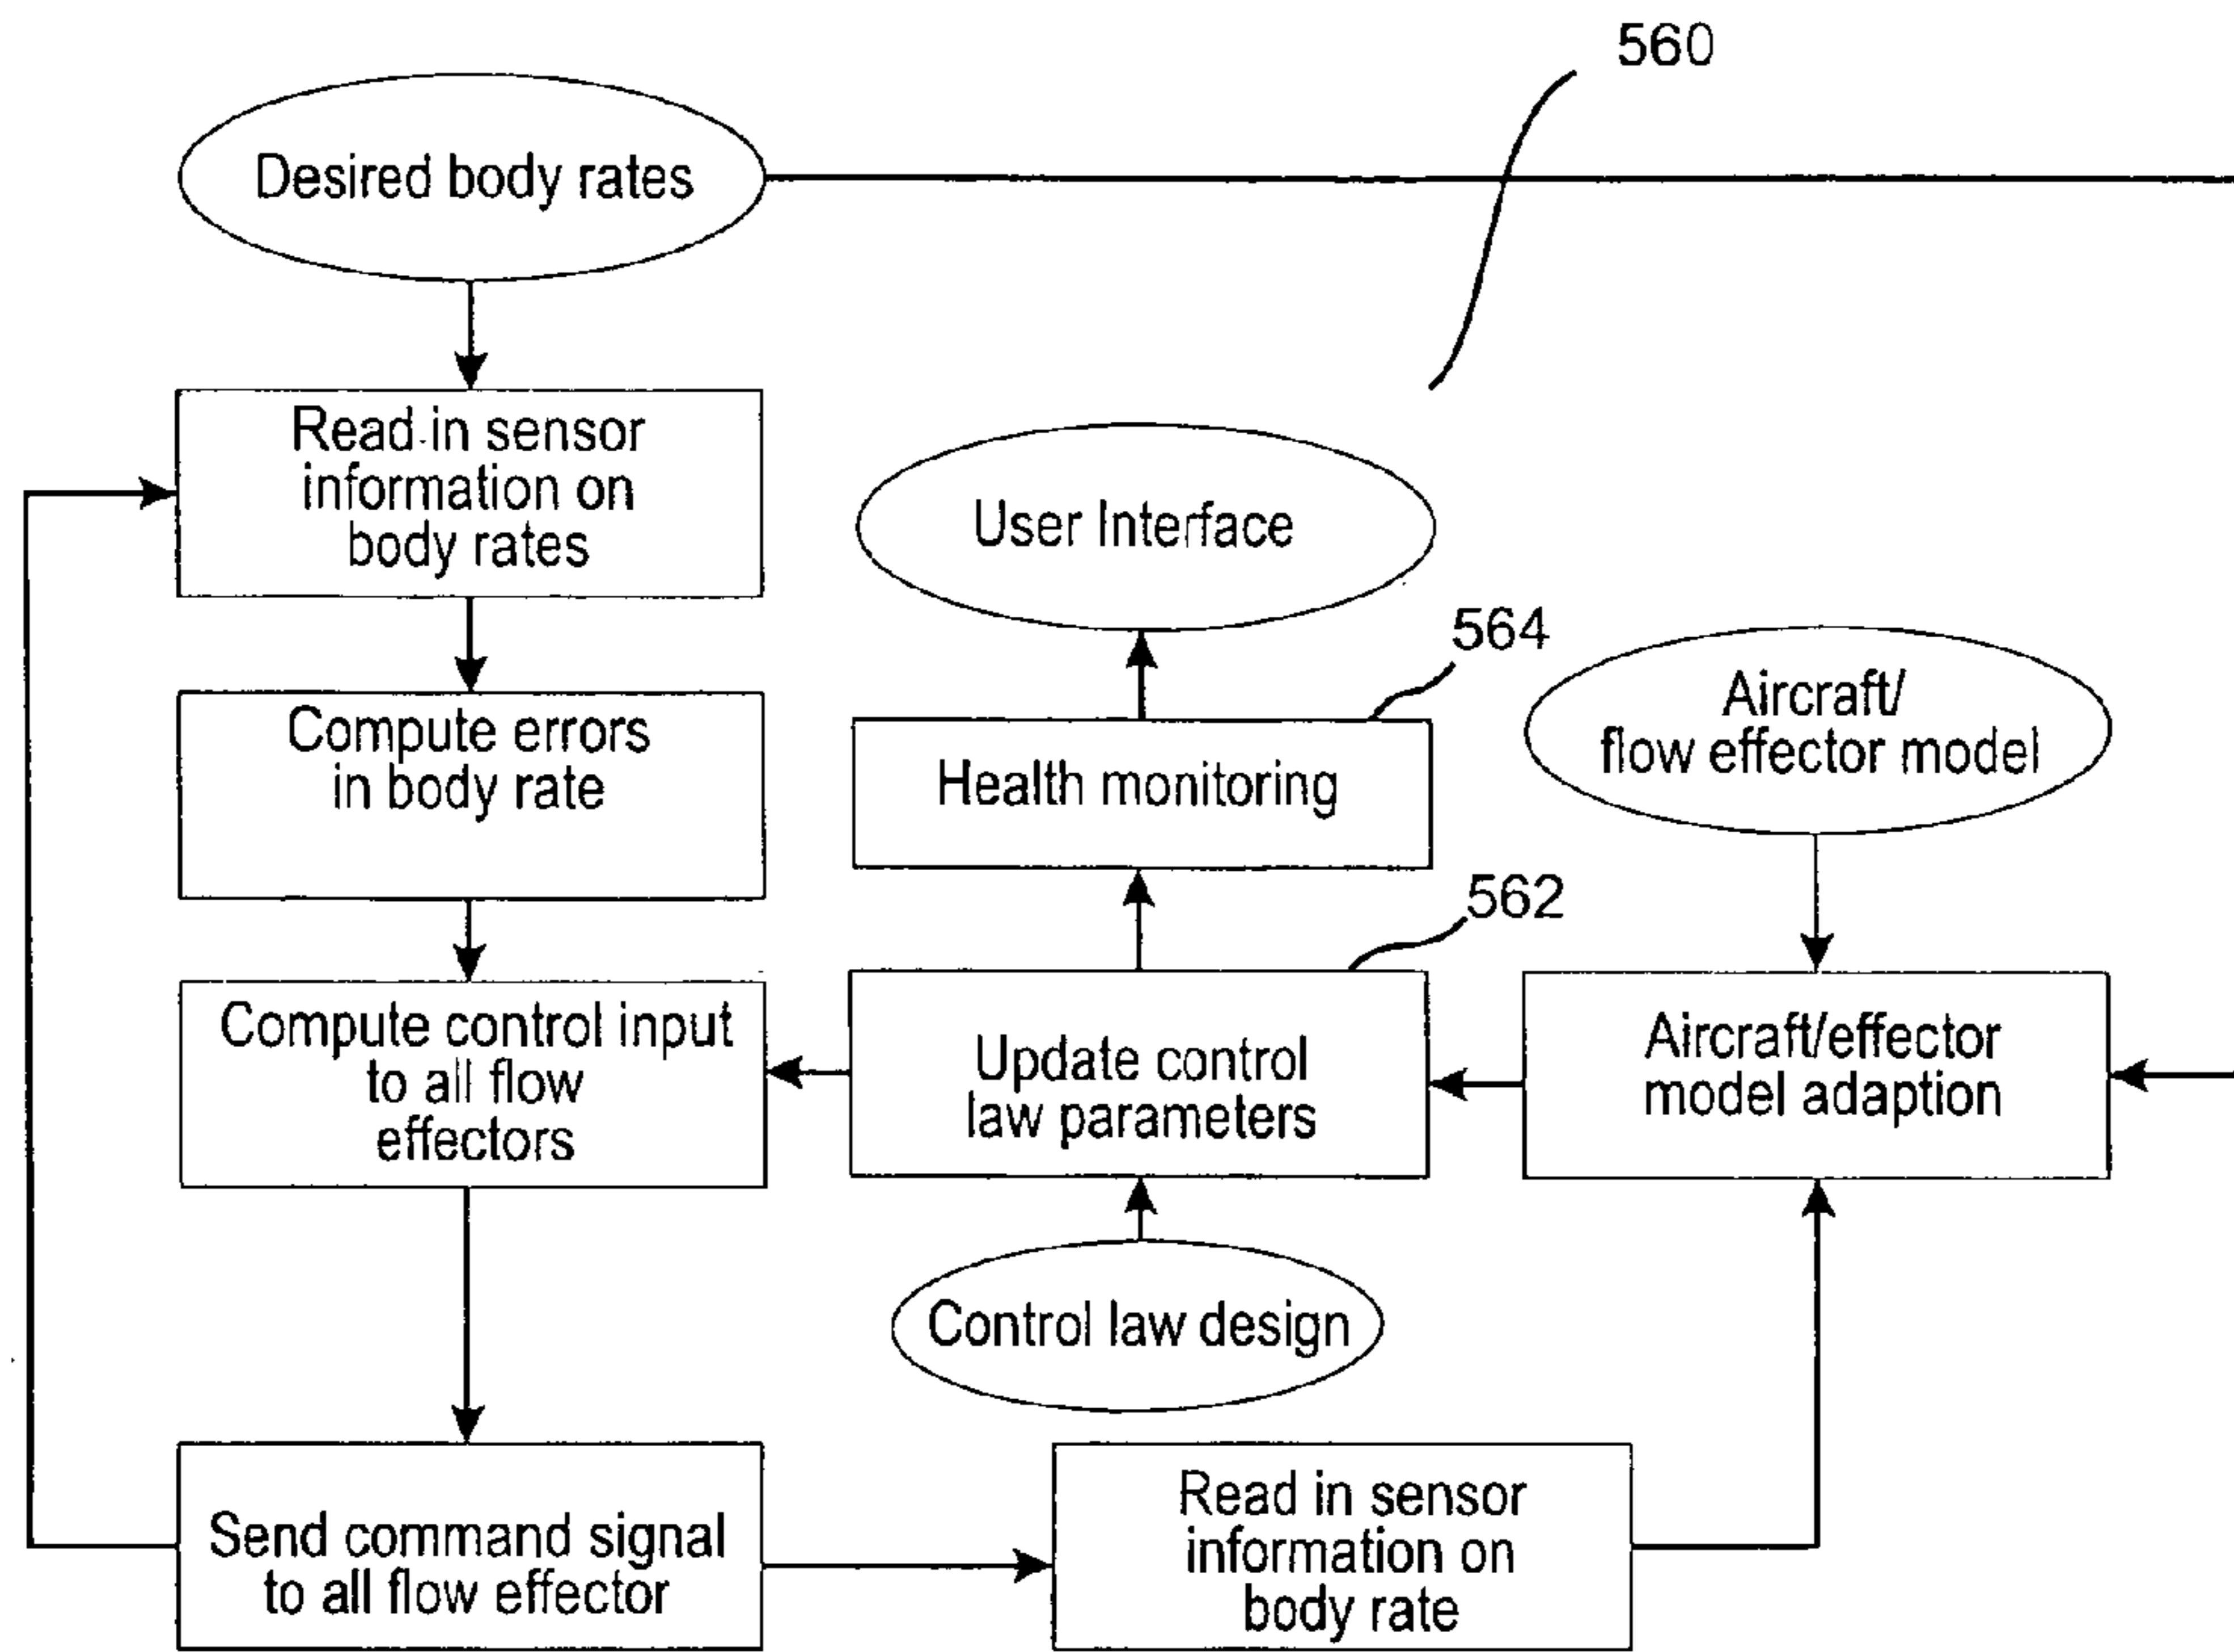 560
Desired body rates
Read in sensor
information on
body rates
User Interface
564
Compute errors
in body rate
Health monitoring
Aircraft/
flow effector model
562
Compute control input
to all flow
effectors
Update control
law parameters
Aircraft/effector
model adaption
Control law design
Send command signal
to all flow effector
Read in sensor
information on
body rate